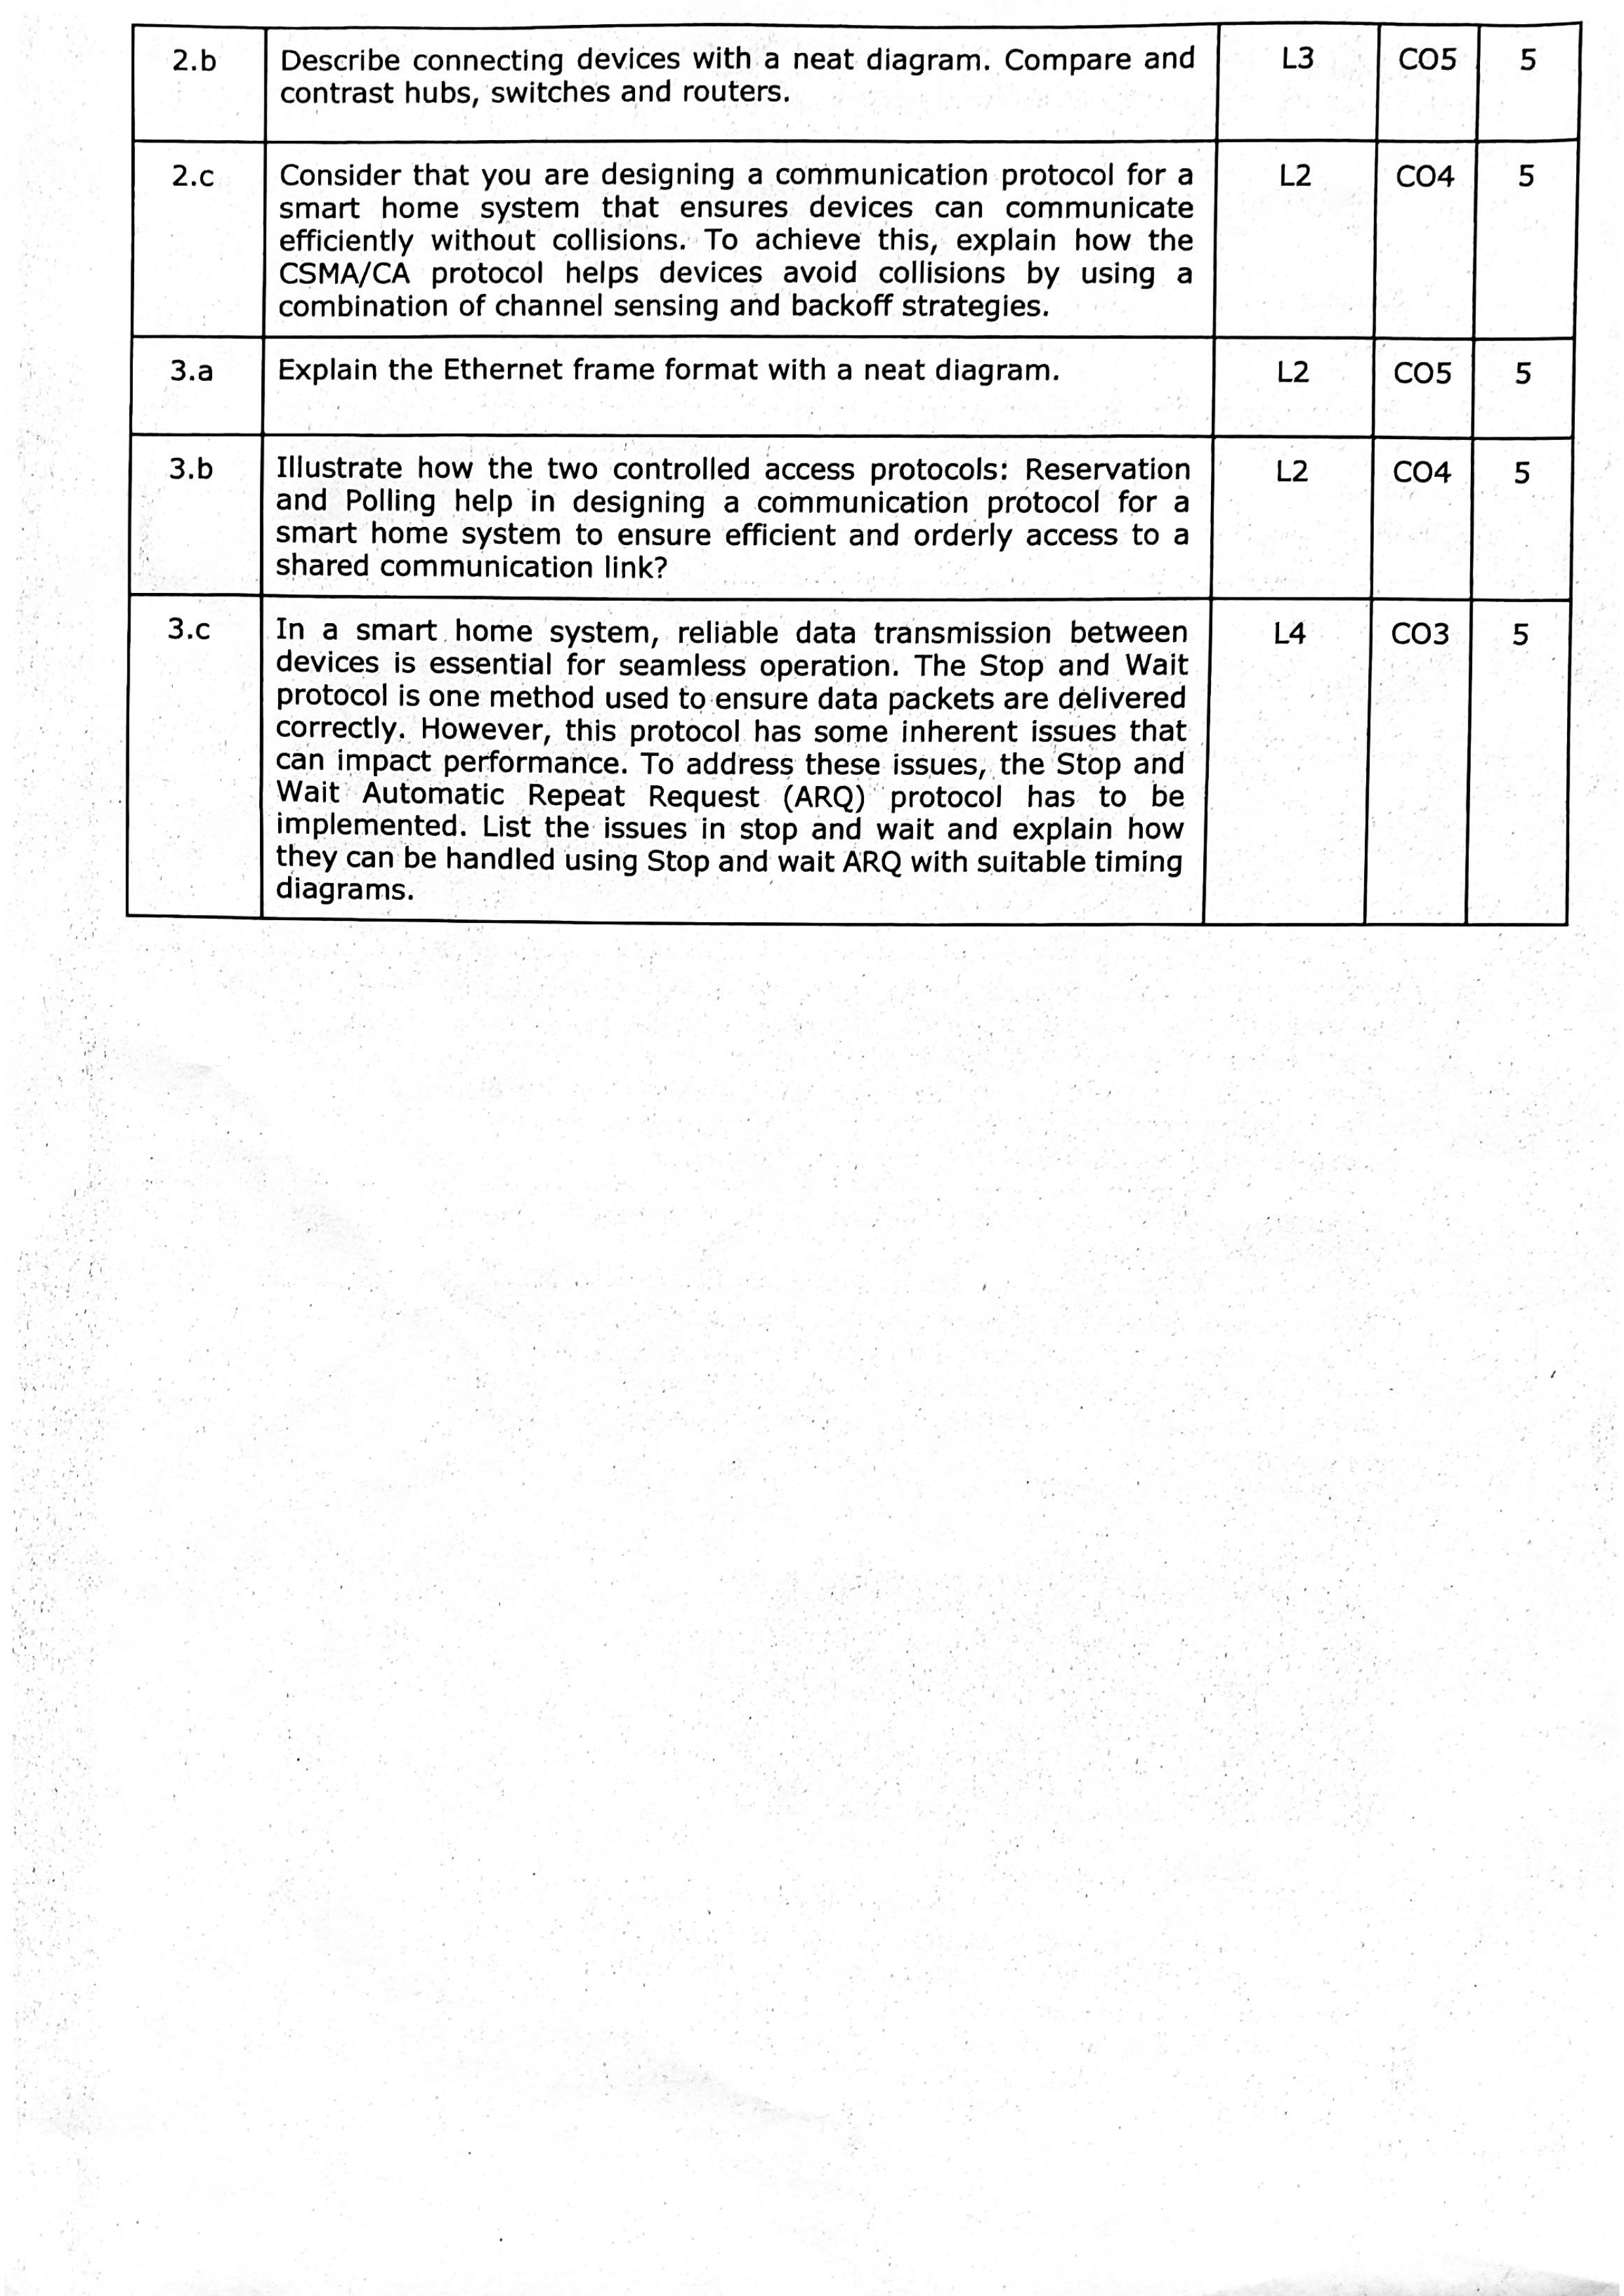 2.b Describe connecting devices with a neat diagram. Compare and L3 CO5 5
contrast hubs, switches and routers.
2.c Consider that you are designing a communication protocol for a L2 CO4 5
smart home system that ensures devices can communicate
efficiently without collisions. To achieve this, explain how the
CSMA/CA protocol helps devices avoid collisions by using a
combination of channel sensing and backoff strategies.
3.a Explain the Ethernet frame format with a neat diagram. L2 CO5 5
3.b Illustrate how the two controlled access protocols: Reservation L2 CO4 5
and Polling help in designing a communication protocol for a
smart home system to ensure efficient and orderly access to a
shared communication link?
3.c In a smart home system, reliable data transmission between L4 CO3 5
devices is essential for seamless operation. The Stop and Wait
protocol is one method used to ensure data packets are delivered
correctly. However, this protocol has some inherent issues that
can impact performance. To address these issues, the Stop and
Wait Automatic Repeat Request (ARQ) protocol has to be
implemented. List the issues in stop and wait and explain how
they can be handled using Stop and wait ARQ with suitable timing
diagrams.